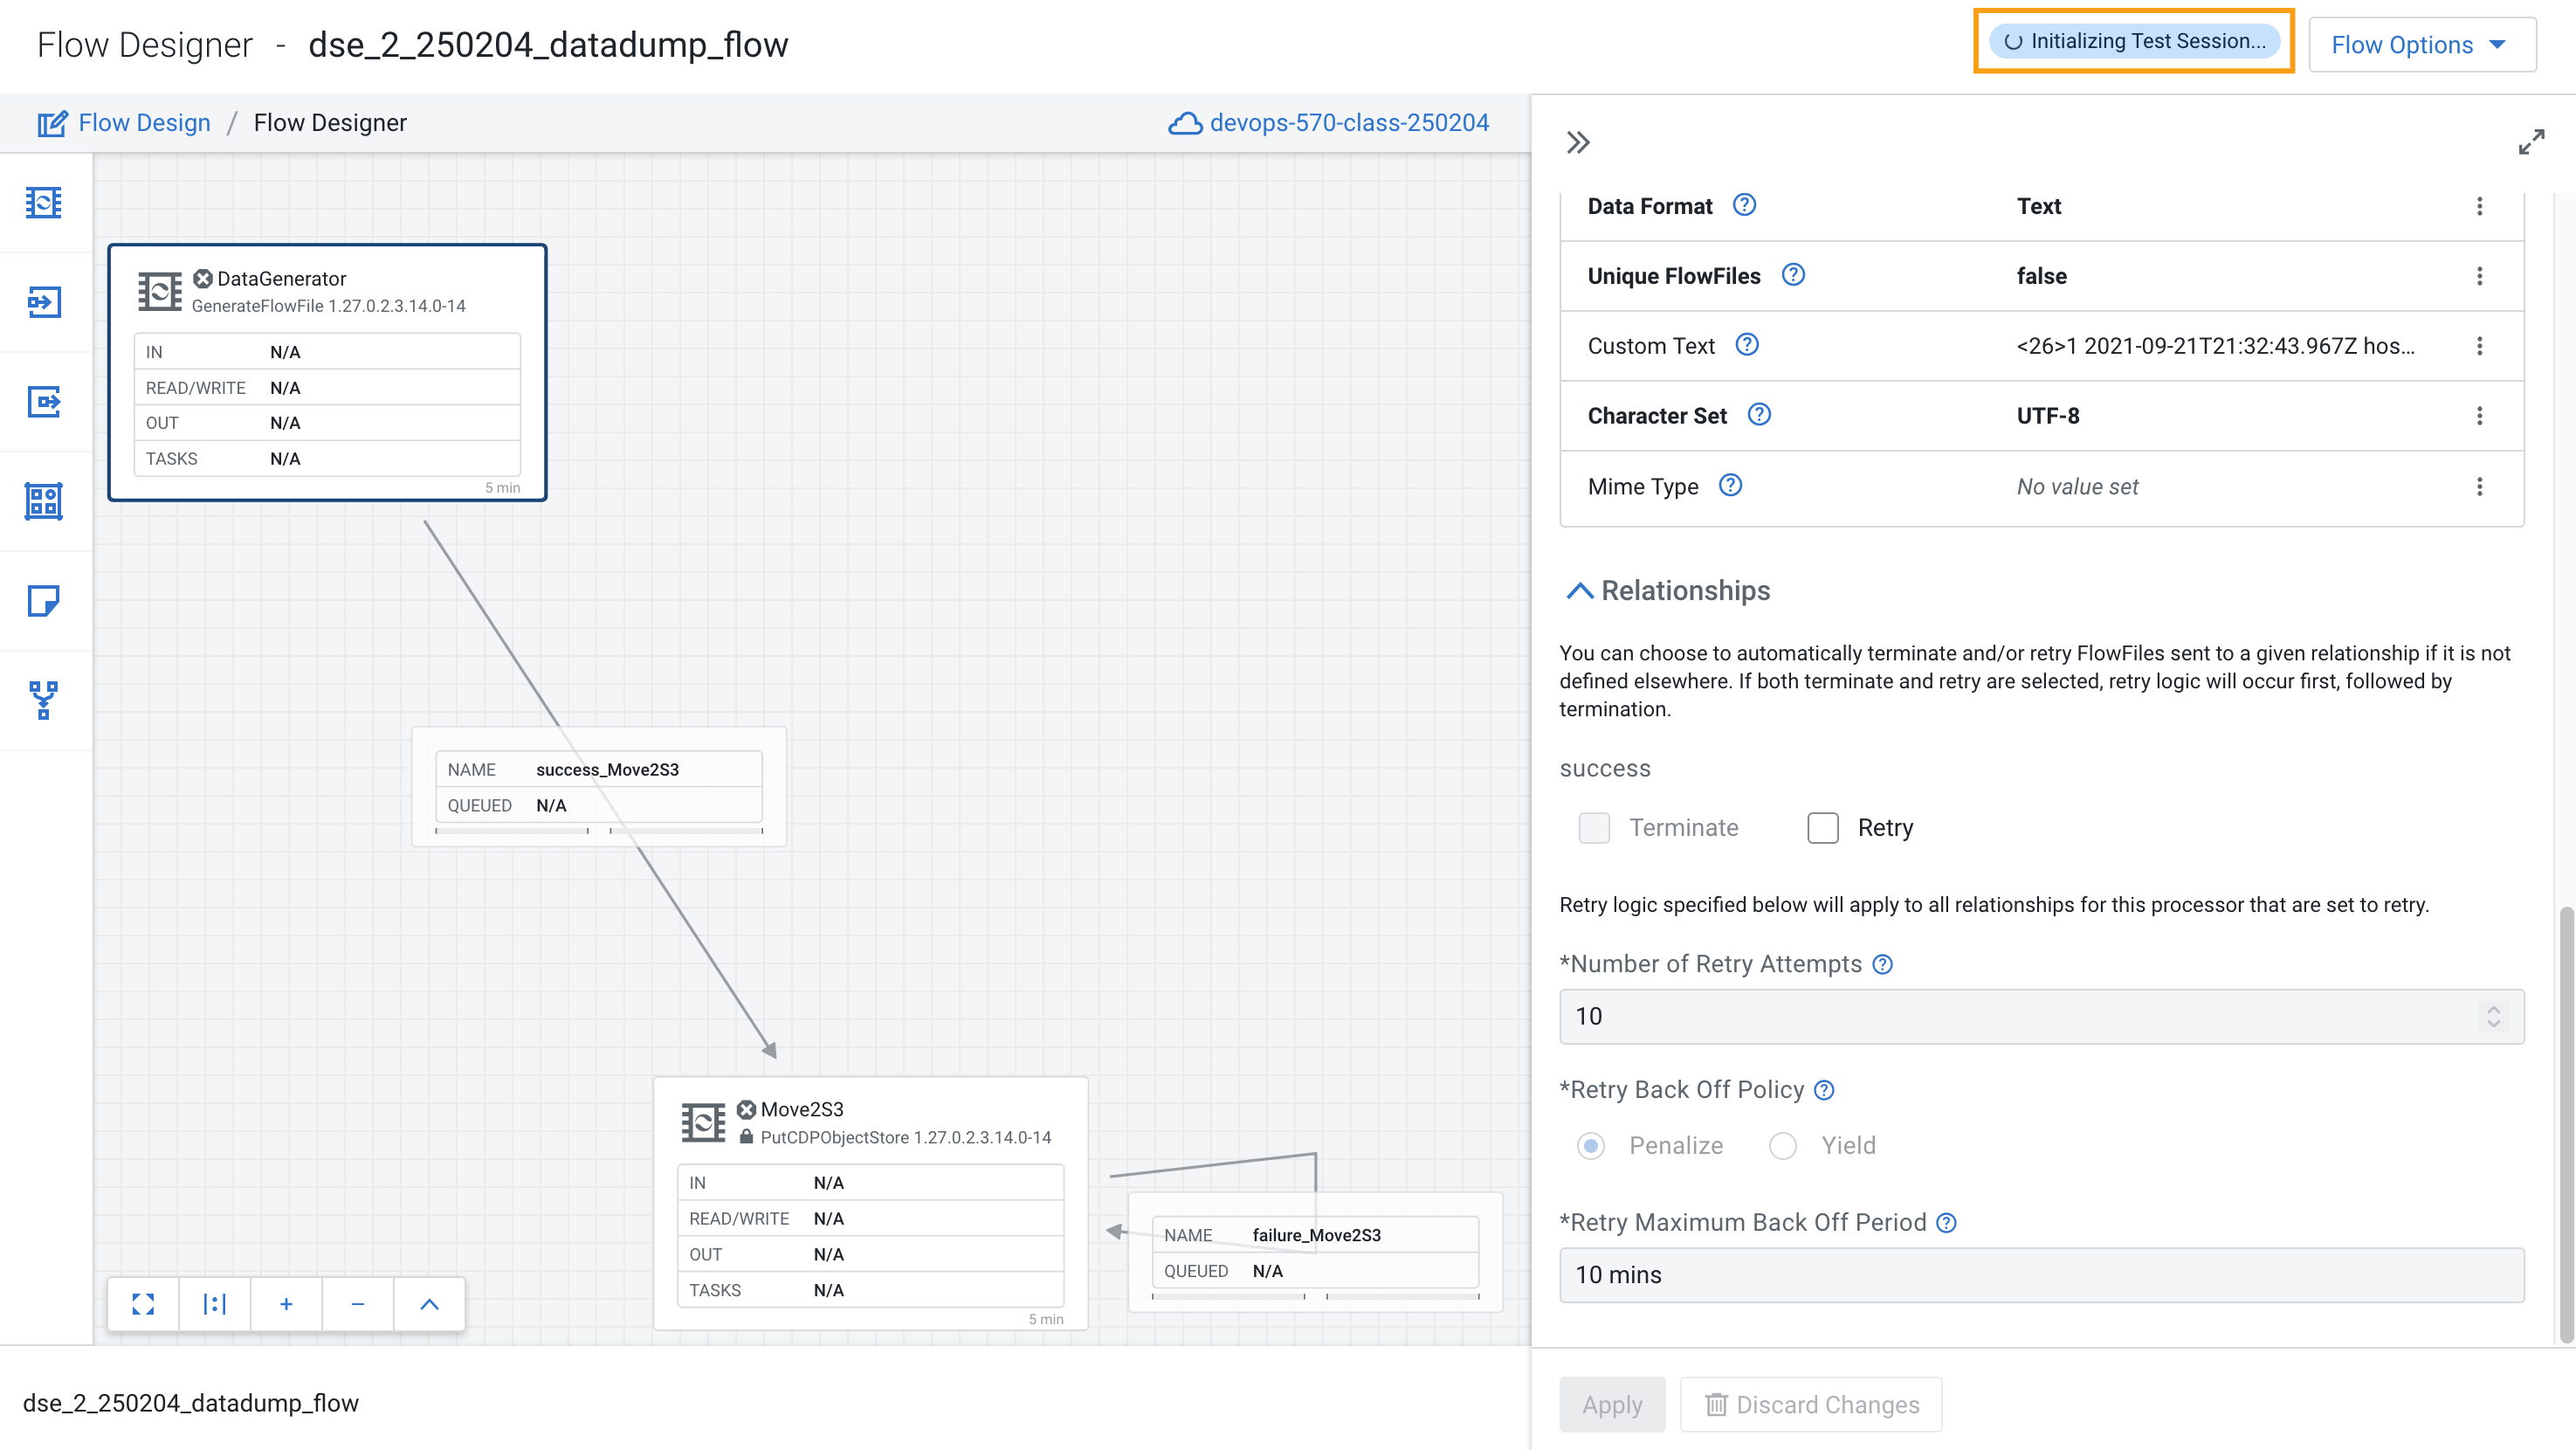 Flow Designer - dse_2_250204_datadump_flow
Initializing Test Session...
Flow Options
Flow Design / Flow Designer
devops-570-class-250204
DataGenerator
GenerateFlowFile 1.27.0.2.3.14.0-14
IN N/A
READ/WRITE N/A
OUT N/A
TASKS N/A
5 min
NAME success_Move2S3
QUEUED N/A
Move2S3
PutCDPObjectStore 1.27.0.2.3.14.0-14
IN N/A
READ/WRITE N/A
OUT N/A
TASKS N/A
5 min
NAME failure_Move2S3
QUEUED N/A
dse_2_250204_datadump_flow
Data Format Text
Unique FlowFiles false
Custom Text <26>1 2021-09-21T21:32:43.967Z hos...
Character Set UTF-8
Mime Type No value set
Relationships
You can choose to automatically terminate and/or retry FlowFiles sent to a given relationship if it is not
defined elsewhere. If both terminate and retry are selected, retry logic will occur first, followed by
termination.
success
Terminate Retry
Retry logic specified below will apply to all relationships for this processor that are set to retry.
*Number of Retry Attempts
10
*Retry Back Off Policy
Penalize Yield
*Retry Maximum Back Off Period
10 mins
Apply Discard Changes